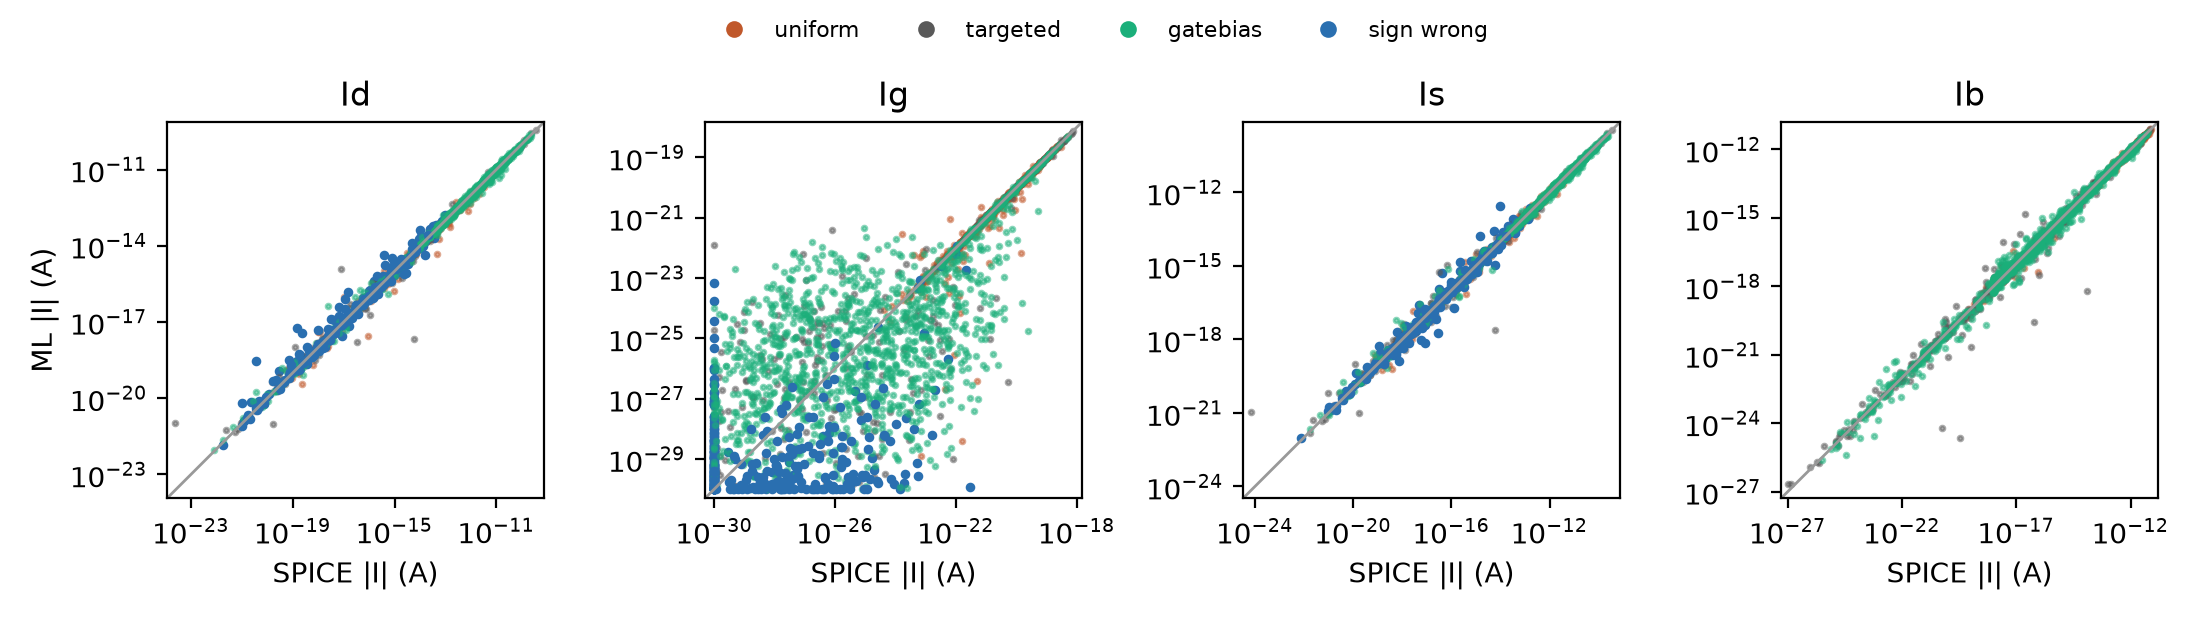 uniform targeted gatebias sign wrong
Id Ig Is Ib
ML |I| (A)
10⁻¹¹
10⁻¹⁴
10⁻¹⁷
10⁻²⁰
10⁻²³
10⁻²³ 10⁻¹⁹ 10⁻¹⁵ 10⁻¹¹
SPICE |I| (A)
10⁻¹⁹
10⁻²¹
10⁻²³
10⁻²⁵
10⁻²⁷
10⁻²⁹
10⁻³⁰ 10⁻²⁶ 10⁻²² 10⁻¹⁸
SPICE |I| (A)
10⁻¹²
10⁻¹⁵
10⁻¹⁸
10⁻²¹
10⁻²⁴
10⁻²⁴ 10⁻²⁰ 10⁻¹⁶ 10⁻¹²
SPICE |I| (A)
10⁻¹²
10⁻¹⁵
10⁻¹⁸
10⁻²¹
10⁻²⁴
10⁻²⁷
10⁻²⁷ 10⁻²² 10⁻¹⁷ 10⁻¹²
SPICE |I| (A)